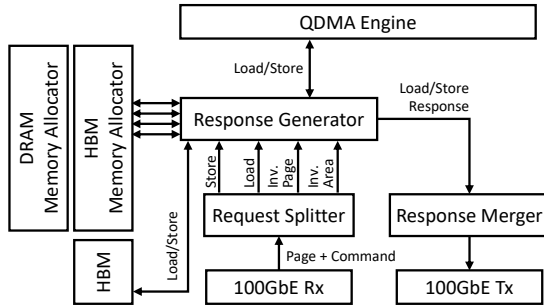 QDMA Engine
Load/Store
Load/Store
Response
DRAM
Memory Allocator
HBM
Memory Allocator
Response Generator
Store
Load
Inv.
Page
Inv.
Area
Request Splitter
Response Merger
Load/Store
Page + Command
HBM
100GbE Rx
100GbE Tx